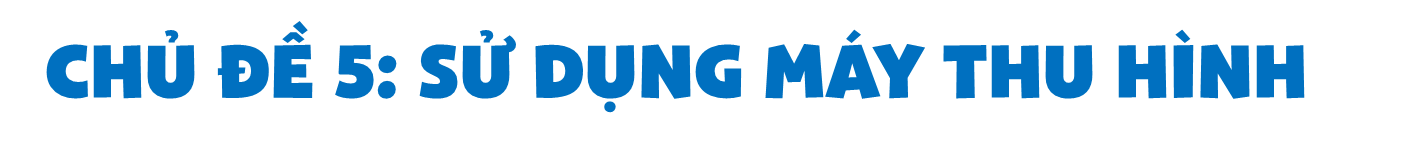 CHỦ ĐỀ 5: SỬ DỤNG MÁY THU HÌNH